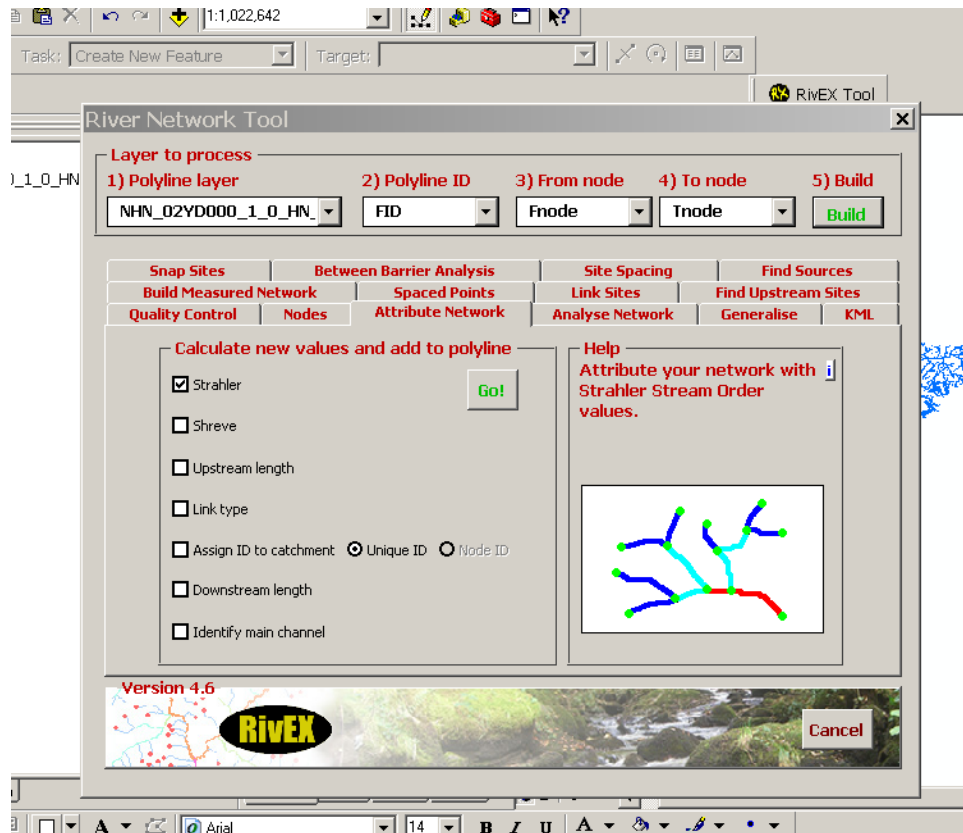 1:1,022,642
Task: Create New Feature Target:
RivEX Tool
River Network Tool
)_1_0_HN
Layer to process
1) Polyline layer 2) Polyline ID 3) From node 4) To node 5) Build
NHN_02YD000_1_0_HN_ FID Fnode Tnode Build
Snap Sites Between Barrier Analysis Site Spacing Find Sources
Build Measured Network Spaced Points Link Sites Find Upstream Sites
Quality Control Nodes Attribute Network Analyse Network Generalise KML
Calculate new values and add to polyline
Strahler Go!
Shreve
Upstream length
Link type
Assign ID to catchment Unique ID Node ID
Downstream length
Identify main channel
Help
Attribute your network with i
Strahler Stream Order
values.
Version 4.6
RivEX
Cancel
A Arial 14 B I U A